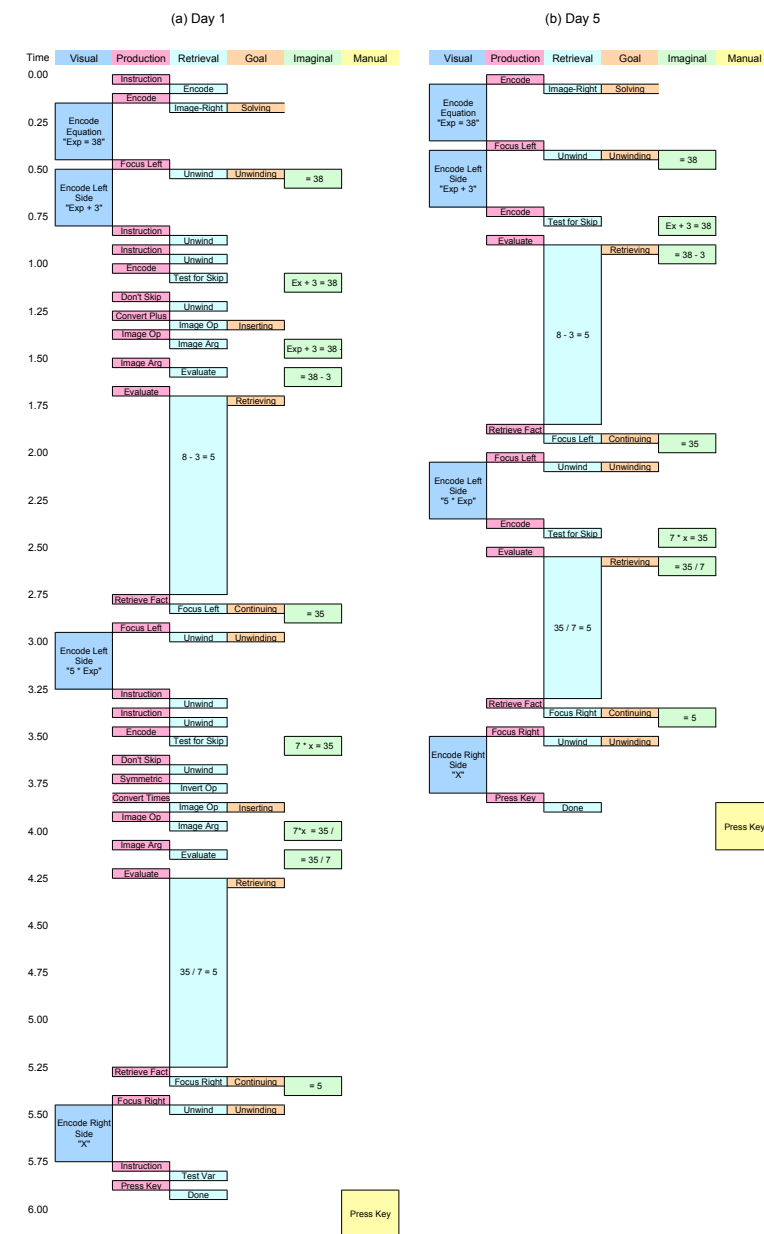 (a) Day 1
Time Visual Production Retrieval Goal Imaginal Manual
0.00
Instruction
Encode
Encode
Image-Right Solving
0.25
Encode
Equation
"Exp = 38"
0.50
Focus Left
Unwind Unwinding
= 38
Encode Left
Side
"Exp + 3"
0.75
Instruction
Unwind
Instruction
Unwind
1.00
Encode
Test for Skip
Ex + 3 = 38
Don't Skip
Unwind
1.25
Convert Plus
Image Op Inserting
Image Op
Image Arg
Exp + 3 = 38 -
1.50
Image Arg
Evaluate
= 38 - 3
Evaluate
Retrieving
1.75
8 - 3 = 5
2.00
2.25
2.50
2.75
Retrieve Fact
Focus Left Continuing
= 35
Focus Left
Unwind Unwinding
3.00
Encode Left
Side
"5 * Exp"
3.25
Instruction
Unwind
Instruction
Unwind
3.50
Encode
Test for Skip
7 * x = 35
Don't Skip
Unwind
3.75
Symmetric
Invert Op
Convert Times
Image Op Inserting
Image Op
Image Arg
7*x = 35 /
4.00
Image Arg
Evaluate
= 35 / 7
Evaluate
Retrieving
4.25
4.50
35 / 7 = 5
4.75
5.00
5.25
Retrieve Fact
Focus Right Continuing
= 5
Focus Right
Unwind Unwinding
5.50
Encode Right
Side
"X"
5.75
Instruction
Test Var
Press Key
Done
6.00
Press Key
(b) Day 5
Visual Production Retrieval Goal Imaginal Manual
Encode
Image-Right Solving
Encode
Equation
"Exp = 38"
Focus Left
Unwind Unwinding
= 38
Encode Left
Side
"Exp + 3"
Encode
Test for Skip
Ex + 3 = 38
Evaluate
Retrieving
= 38 - 3
8 - 3 = 5
Retrieve Fact
Focus Left Continuing
= 35
Focus Left
Unwind Unwinding
Encode Left
Side
"5 * Exp"
Encode
Test for Skip
7 * x = 35
Evaluate
Retrieving
= 35 / 7
35 / 7 = 5
Retrieve Fact
Focus Right Continuing
= 5
Focus Right
Unwind Unwinding
Encode Right
Side
"X"
Press Key
Done
Press Key